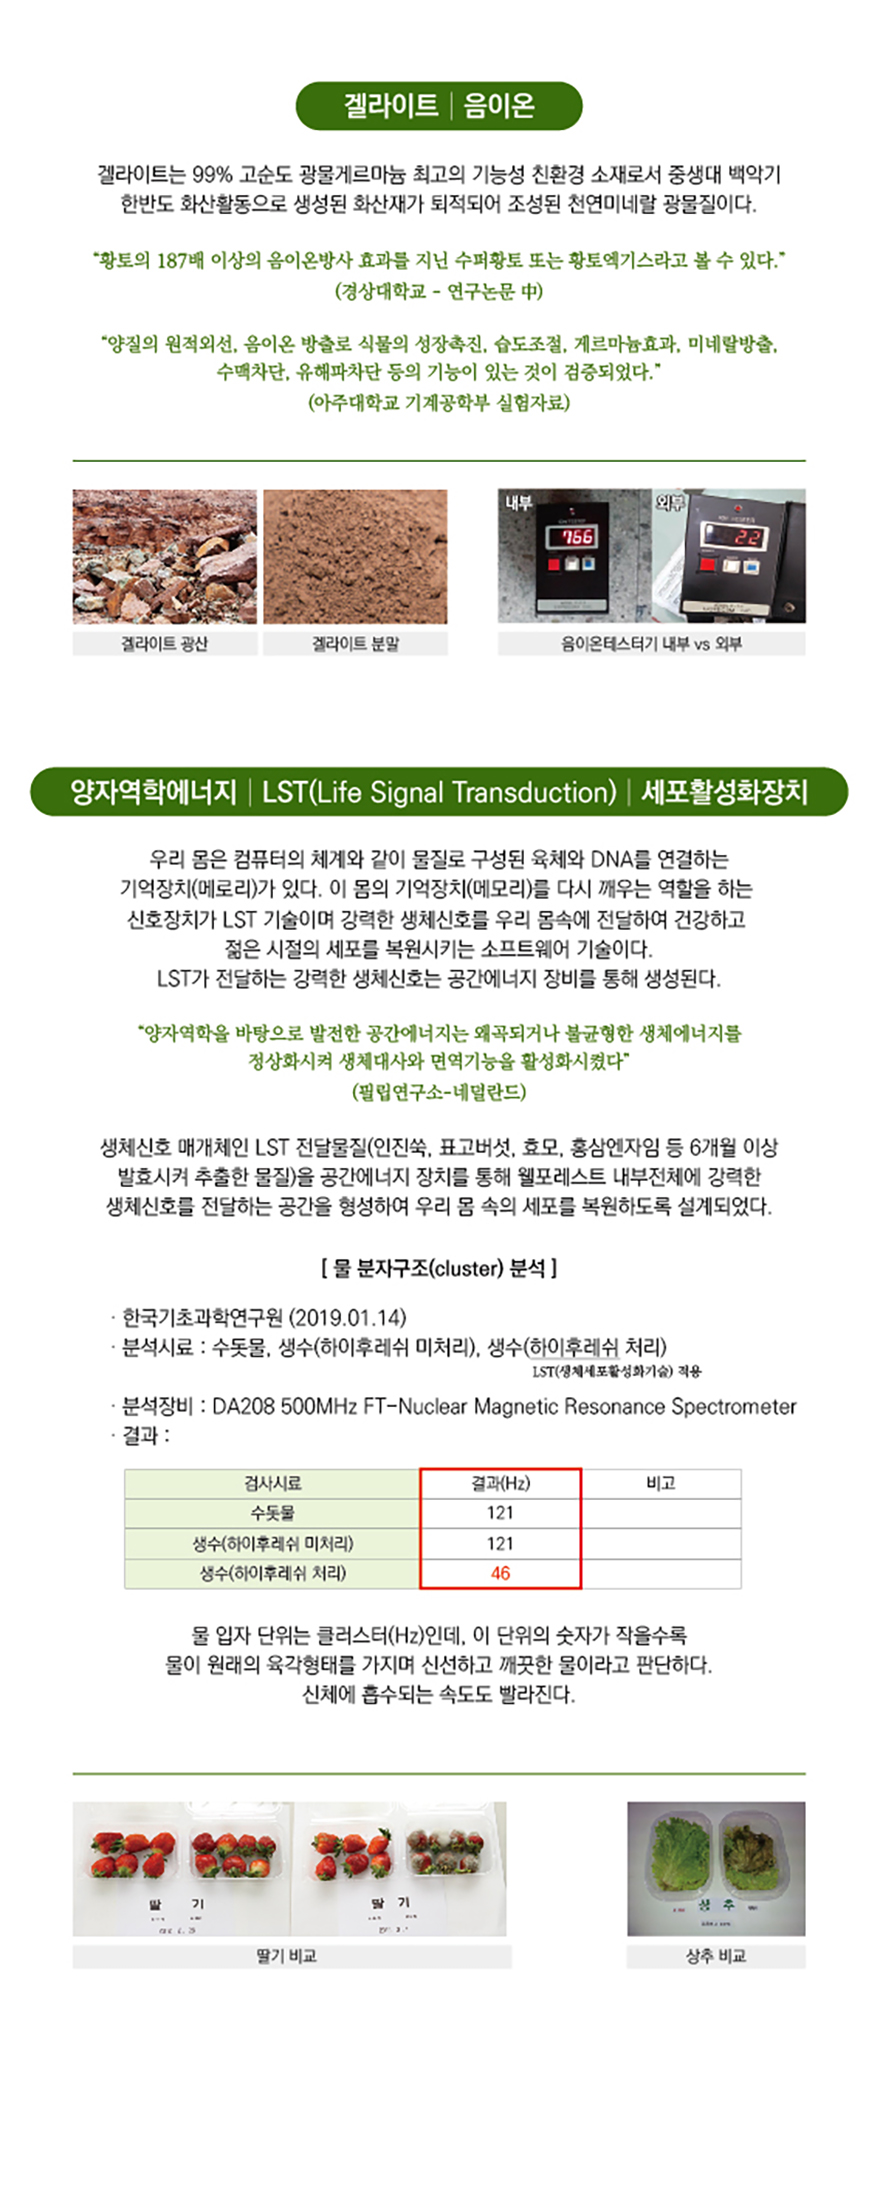 겔라이트 | 음이온
겔라이트는 99% 고순도 광물게르마늄 최고의 기능성 친환경 소재로서 중생대 백악기
한반도 화산활동으로 생성된 화산재가 퇴적되어 조성된 천연미네랄 광물질이다.
“황토의 187배 이상의 음이온방사 효과를 지닌 수퍼황토 또는 황토엑기스라고 볼 수 있다.”
(경상대학교 - 연구논문 中)
“양질의 원적외선, 음이온 방출로 식물의 성장촉진, 습도조절, 게르마늄효과, 미네랄방출,
수맥차단, 유해파차단 등의 기능이 있는 것이 검증되었다.”
(아주대학교 기계공학부 실험자료)
내부
외부
766
22
겔라이트 광산
겔라이트 분말
음이온테스터기 내부 vs 외부
양자역학에너지 | LST(Life Signal Transduction) | 세포활성화장치
우리 몸은 컴퓨터의 체계와 같이 물질로 구성된 육체와 DNA를 연결하는
기억장치(메로리)가 있다. 이 몸의 기억장치(메모리)를 다시 깨우는 역할을 하는
신호장치가 LST 기술이며 강력한 생체신호를 우리 몸속에 전달하여 건강하고
젊은 시절의 세포를 복원시키는 소프트웨어 기술이다.
LST가 전달하는 강력한 생체신호는 공간에너지 장비를 통해 생성된다.
“양자역학을 바탕으로 발전한 공간에너지는 왜곡되거나 불균형한 생체에너지를
정상화시켜 생체대사와 면역기능을 활성화시켰다”
(필립연구소-네덜란드)
생체신호 매개체인 LST 전달물질(인진쑥, 표고버섯, 효모, 홍삼엔자임 등 6개월 이상
발효시켜 추출한 물질)을 공간에너지 장치를 통해 웰포레스트 내부전체에 강력한
생체신호를 전달하는 공간을 형성하여 우리 몸 속의 세포를 복원하도록 설계되었다.
[ 물 분자구조(cluster) 분석 ]
· 한국기초과학연구원 (2019.01.14)
· 분석시료 : 수돗물, 생수(하이후레쉬 미처리), 생수(하이후레쉬 처리)
LST(생체세포활성화기술) 적용
· 분석장비 : DA208 500MHz FT-Nuclear Magnetic Resonance Spectrometer
· 결과 :
검사시료 결과(Hz) 비고
수돗물 121
생수(하이후레쉬 미처리) 121
생수(하이후레쉬 처리) 46
물 입자 단위는 클러스터(Hz)인데, 이 단위의 숫자가 작을수록
물이 원래의 육각형태를 가지며 신선하고 깨끗한 물이라고 판단하다.
신체에 흡수되는 속도도 빨라진다.
딸 기
딸 기
상 추
딸기 비교
상추 비교